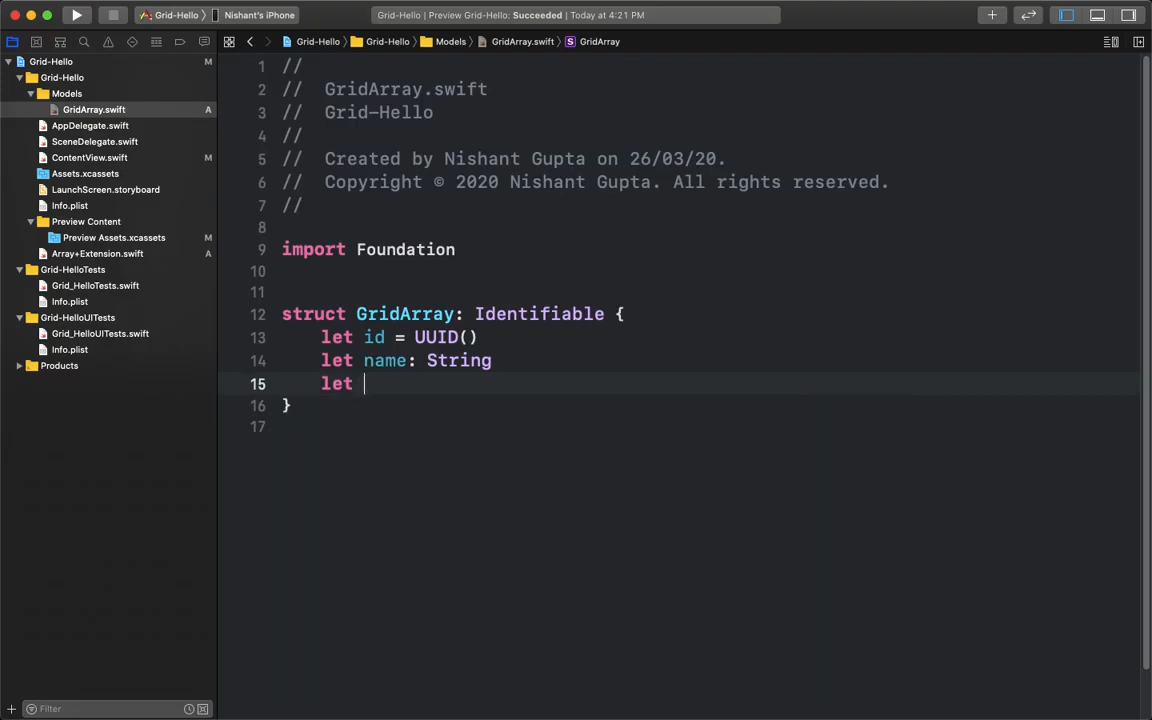 Grid-Hello Nishant's iPhone
Grid-Hello | Preview Grid-Hello: Succeeded | Today at 4:21 PM
Grid-Hello Grid-Hello Models GridArray.swift S GridArray
Grid-Hello M
Grid-Hello
Models
GridArray.swift A
AppDelegate.swift
SceneDelegate.swift
ContentView.swift M
Assets.xcassets
LaunchScreen.storyboard
Info.plist
Preview Content
Preview Assets.xcassets M
Array+Extension.swift A
Grid-HelloTests
Grid_HelloTests.swift
Info.plist
Grid-HelloUITests
Grid_HelloUITests.swift
Info.plist
Products
Filter
1 //
2 // GridArray.swift
3 // Grid-Hello
4 //
5 // Created by Nishant Gupta on 26/03/20.
6 // Copyright © 2020 Nishant Gupta. All rights reserved.
7 //
8
9 import Foundation
10
11
12 struct GridArray: Identifiable {
13 let id = UUID()
14 let name: String
15 let
16 }
17